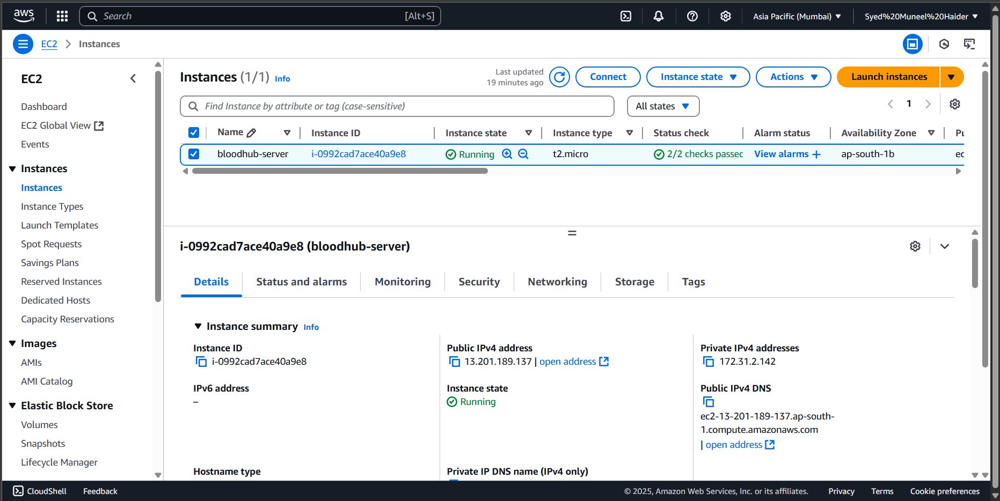 aws
Search [Alt+S]
Asia Pacific (Mumbai)
Syed%20Muneel%20Haider
EC2 Instances
EC2
Dashboard
EC2 Global View
Events
Instances
Instances
Instance Types
Launch Templates
Spot Requests
Savings Plans
Reserved Instances
Dedicated Hosts
Capacity Reservations
Images
AMIs
AMI Catalog
Elastic Block Store
Volumes
Snapshots
Lifecycle Manager
Instances (1/1) Info
Last updated
19 minutes ago
Connect
Instance state
Actions
Launch instances
Find Instance by attribute or tag (case-sensitive)
All states
1
Name Instance ID Instance state Instance type Status check Alarm status Availability Zone Pu
bloodhub-server i-0992cad7ace40a9e8 Running t2.micro 2/2 checks passec View alarms + ap-south-1b ec
i-0992cad7ace40a9e8 (bloodhub-server)
Details Status and alarms Monitoring Security Networking Storage Tags
Instance summary Info
Instance ID
i-0992cad7ace40a9e8
IPv6 address
–
Hostname type
Public IPv4 address
13.201.189.137 | open address
Instance state
Running
Private IP DNS name (IPv4 only)
Private IPv4 addresses
172.31.2.142
Public IPv4 DNS
ec2-13-201-189-137.ap-south-
1.compute.amazonaws.com
| open address
CloudShell Feedback
© 2025, Amazon Web Services, Inc. or its affiliates. Privacy Terms Cookie preferences